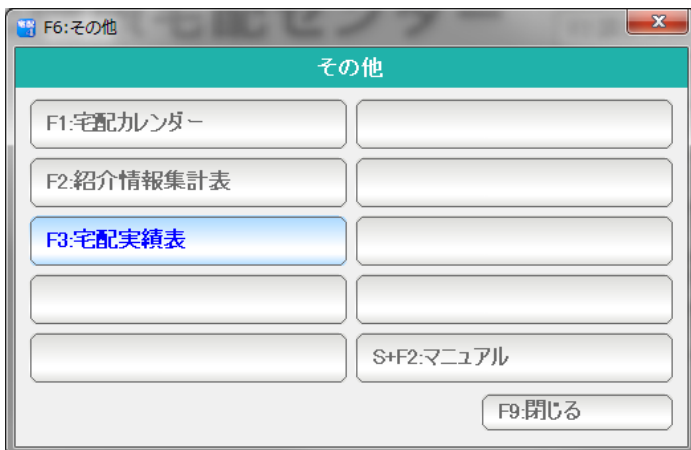 F6:その他
その他
F1:宅配カレンダー
F2:紹介情報集計表
F3:宅配実績表
S+F2:マニュアル
F9:閉じる